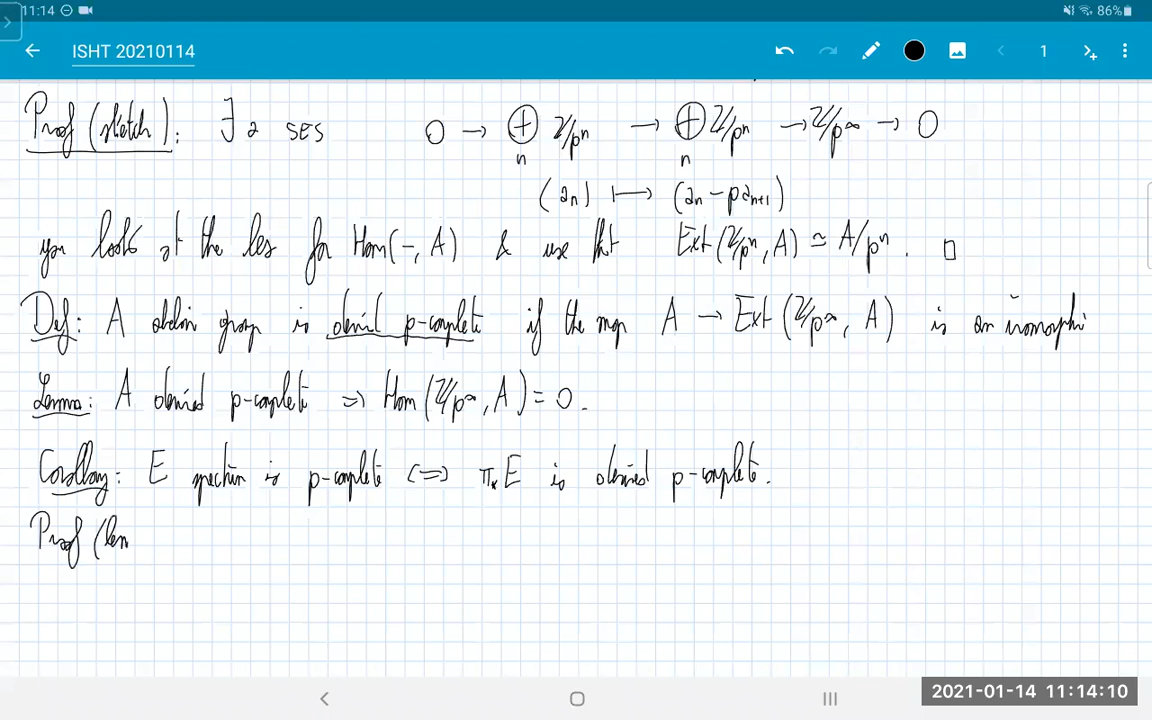 11:14
86%
ISHT 20210114
1
Proof (sketch): ∃ a SES 0 → ⊕_n Z/p^n → ⊕_n Z/p^n → Z/p^∞ → 0
(a_n) ↦ (a_n - p a_{n+1})
you look at the les for Hom(-, A) & use that Ext(Z/p^n, A) ≃ A/p^n. □
Def: A abelian group is derived p-complete if the map A → Ext(Z/p^∞, A) is an isomorphi
Lemma: A derived p-complete ⟹ Hom(Z/p^∞, A) = 0.
Corollary: E spectrum is p-complete ⟺ π_* E is derived p-complete.
Proof (lem
2021-01-14 11:14:10